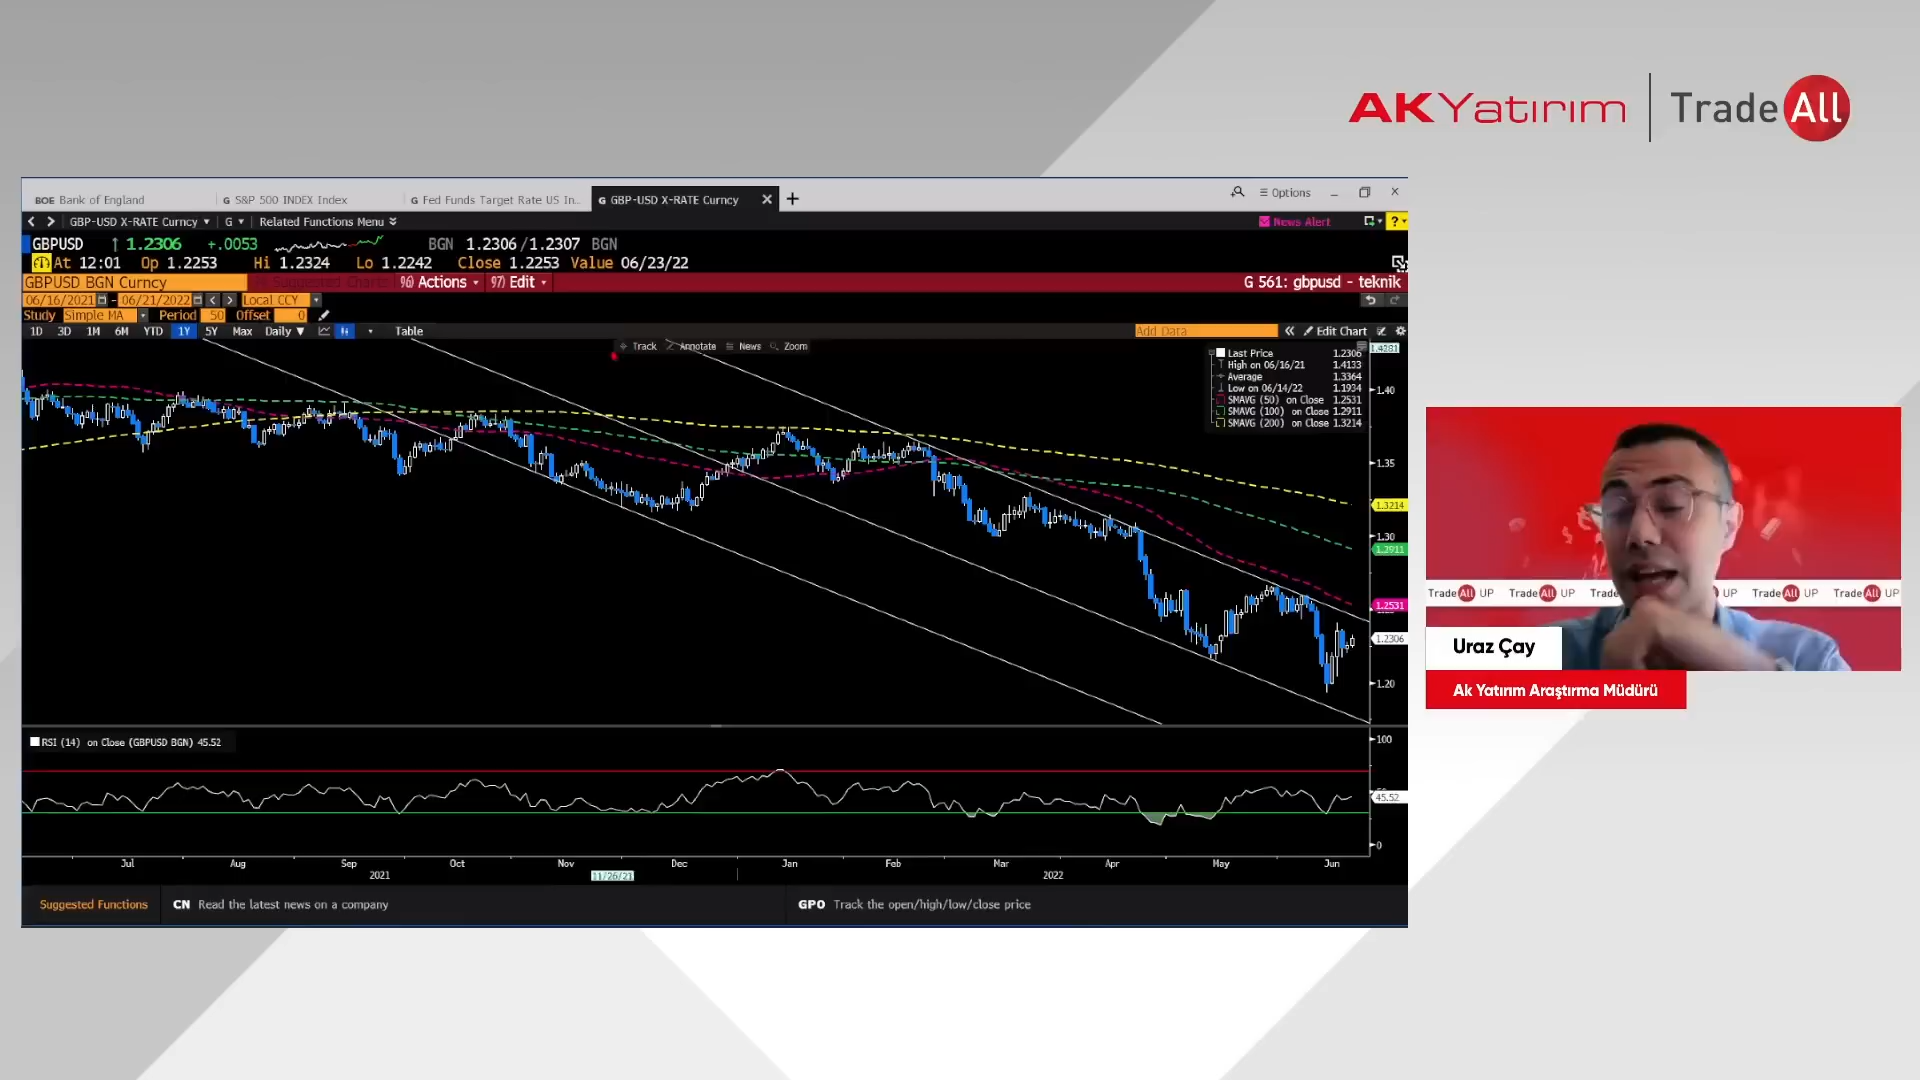 AKYatırım | TradeAll
BOE Bank of England
G S&P 500 INDEX Index
G Fed Funds Target Rate US In..
G GBP-USD X-RATE Curncy
Options
GBP-USD X-RATE Curncy G Related Functions Menu
News Alert
?
GBPUSD ↑ 1.2306 +.0053 BGN 1.2306/1.2307 BGN
At 12:01 Op 1.2253 Hi 1.2324 Lo 1.2242 Close 1.2253 Value 06/23/22
GBPUSD BGN Curncy 96) Actions 97) Edit G 561: gbpusd - teknik
06/16/2021 - 06/21/2022 < > Local CCY
Study Simple MA Period 50 Offset 0
1D 3D 1M 6M YTD 1Y 5Y Max Daily ▼ Table Add Data « Edit Chart
Track Annotate News Zoom
Last Price 1.2306
High on 06/16/21 1.4133
Average 1.3364
Low on 06/14/22 1.1934
SMAVG (50) on Close 1.2531
SMAVG (100) on Close 1.2911
SMAVG (200) on Close 1.3214
1.4281
1.40
1.35
1.3214
1.30
1.2911
1.2531
1.2306
1.20
RSI (14) on Close (GBPUSD BGN) 45.52
100
45.52
0
Jul Aug Sep Oct Nov Dec Jan Feb Mar Apr May Jun
2021 11/26/21 2022
Suggested Functions CN Read the latest news on a company GPO Track the open/high/low/close price
TradeAll UP TradeAll UP Trade UP TradeAll UP TradeAll UP
Uraz Çay
Ak Yatırım Araştırma Müdürü